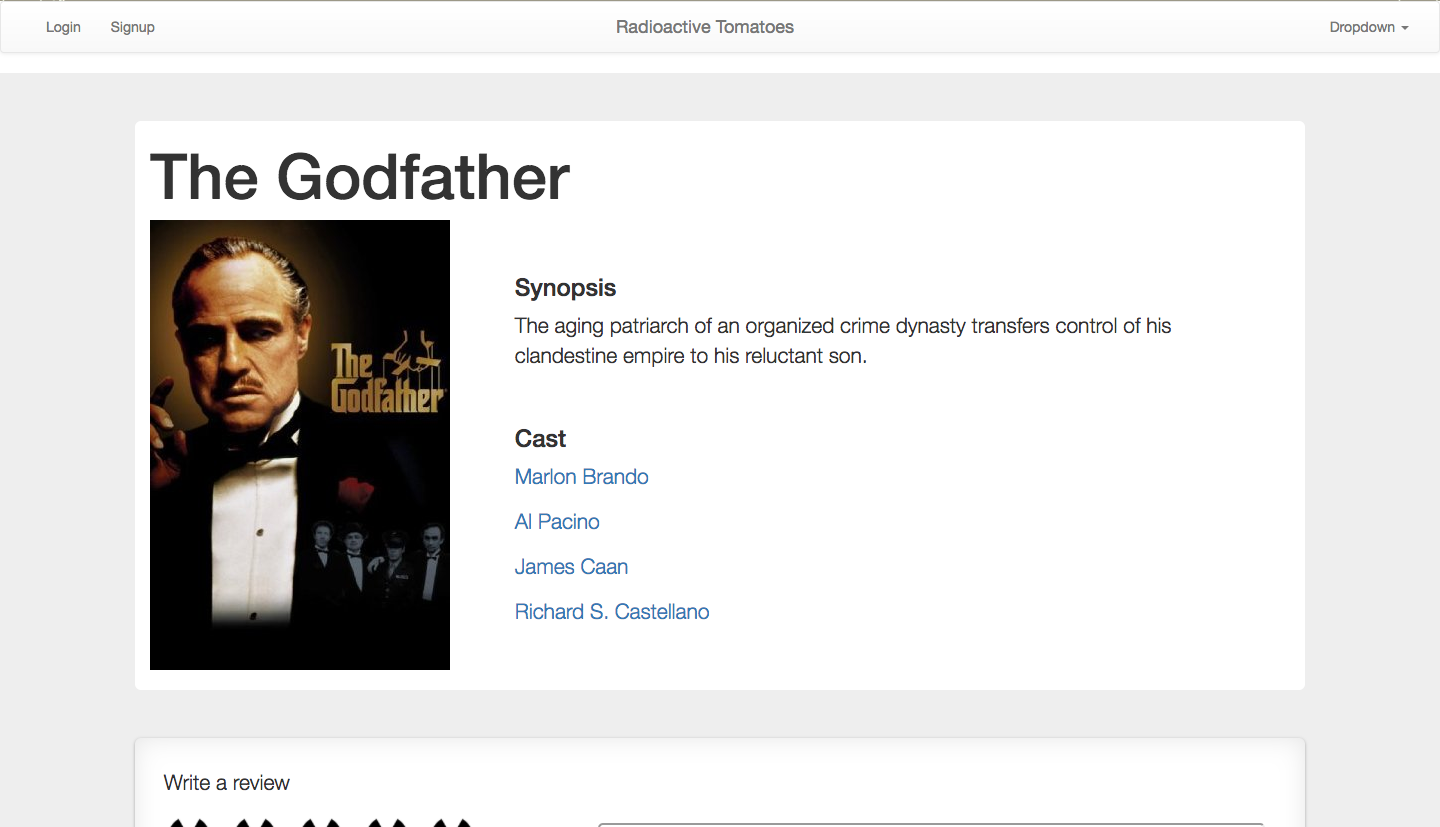 Login Signup Radioactive Tomatoes Dropdown
The Godfather
The
Godfather
Synopsis
The aging patriarch of an organized crime dynasty transfers control of his
clandestine empire to his reluctant son.
Cast
Marlon Brando
Al Pacino
James Caan
Richard S. Castellano
Write a review